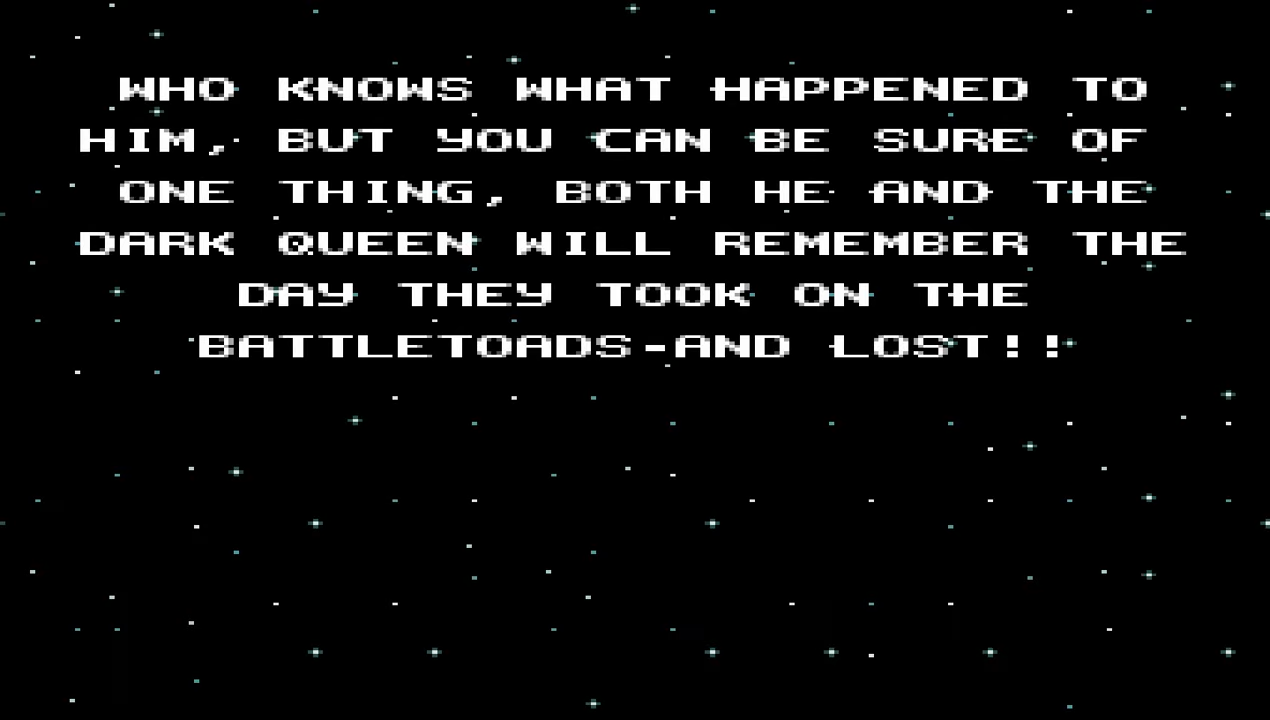 WHO KNOWS WHAT HAPPENED TO
HIM, BUT YOU CAN BE SURE OF
ONE THING, BOTH HE AND THE
DARK QUEEN WILL REMEMBER THE
DAY THEY TOOK ON THE
BATTLETOADS-AND LOST!!